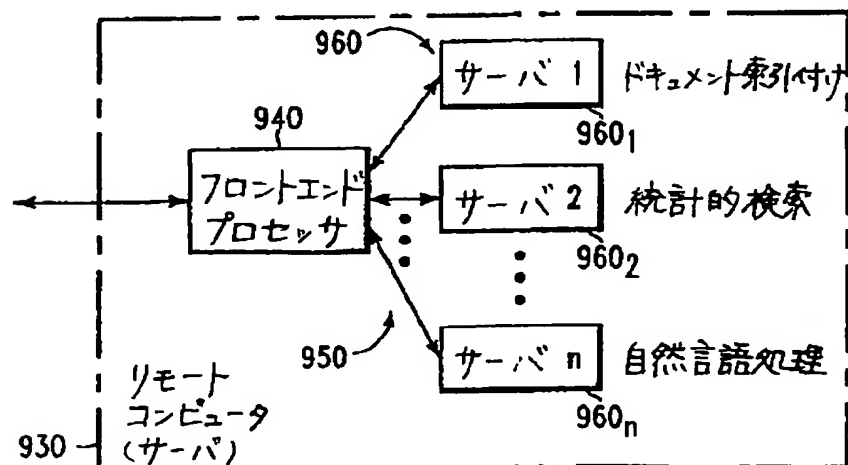 960
サーバ 1 ドキュメント索引付け
960₁
940
フロントエンド
プロセッサ
サーバ 2 統計的検索
960₂
950
サーバ n 自然言語処理
960ₙ
リモート
コンピュータ
(サーバ)
930